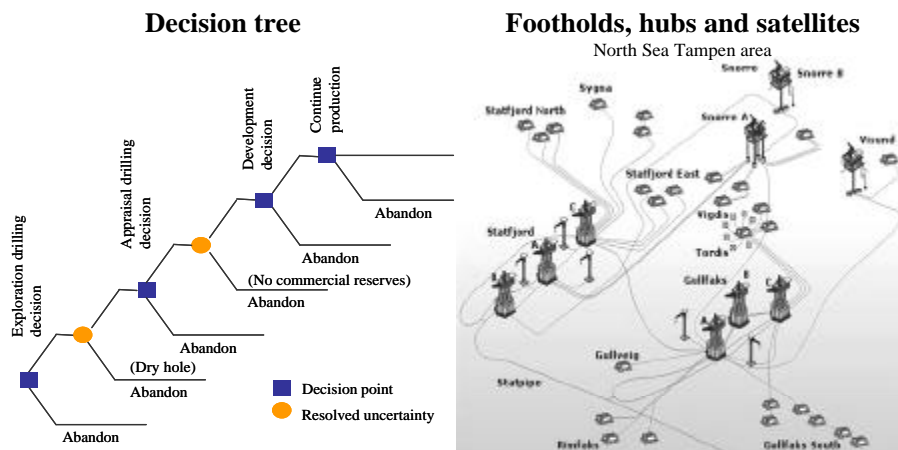 Decision tree
Exploration drilling
decision
Appraisal drilling
decision
Development
decision
Continue
production
Abandon
Abandon
(No commercial reserves)
Abandon
Abandon
(Dry hole)
Abandon
Abandon
Decision point
Resolved uncertainty
Footholds, hubs and satellites
North Sea Tampen area
Snorre
Snorre B
Sygna
Statfjord North
Snorre A
Visund
Statfjord East
C
Vigdis
Statfjord
A
Tordis
B
Gullfaks
B
C
A
Gullveig
Statpipe
Rimfaks
Gullfaks South